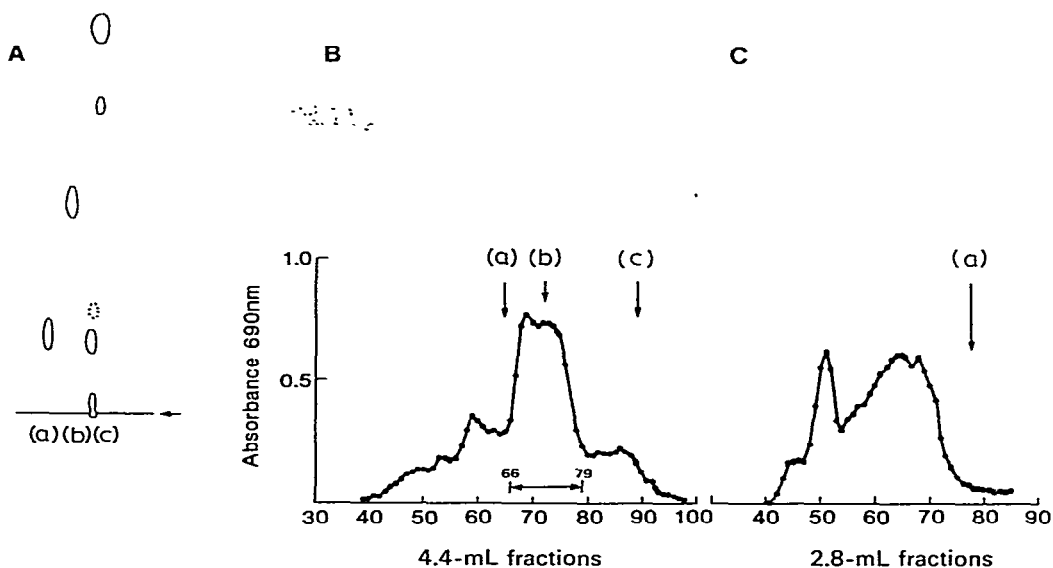 A
B
C
(a)(b)(c)
(a) (b) (c)
(a)
1.0
0.5
Absorbance 690nm
66 79
30 40 50 60 70 80 90 100
40 50 60 70 80 90
4.4-mL fractions
2.8-mL fractions